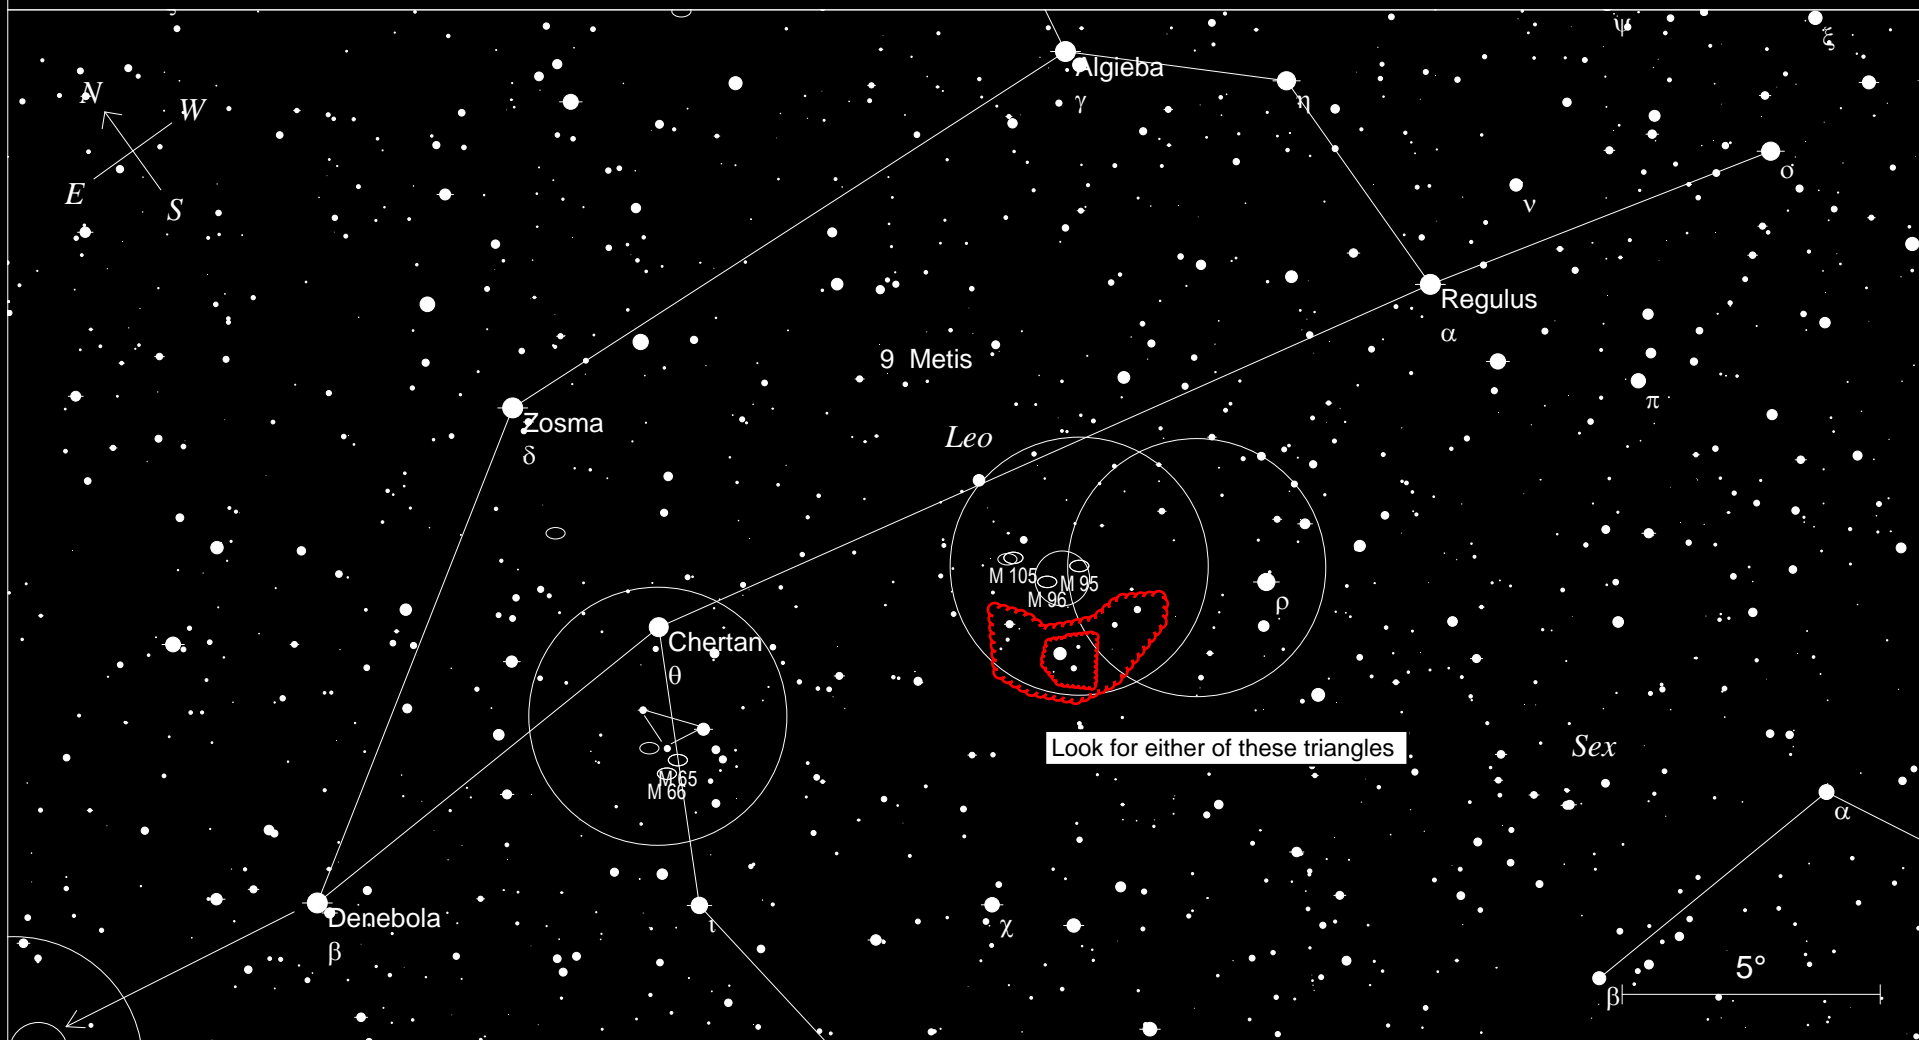 ψ
ξ
Algieba
γ
η
N
W
E
S
σ
ν
Regulus
α
9 Metis
π
Zosma
δ
Leo
M 105
M 95
M 96
ρ
Chertan
θ
Look for either of these triangles
Sex
M 65
M 66
α
Denebola
β
ι
χ
5°
β